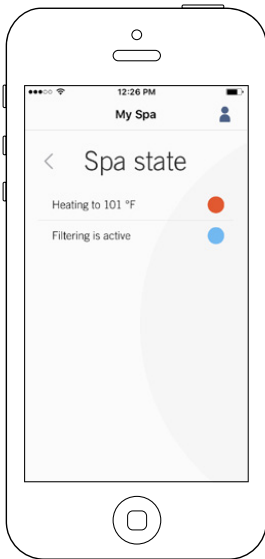 12:26 PM
My Spa
Spa state
Heating to 101 °F
Filtering is active